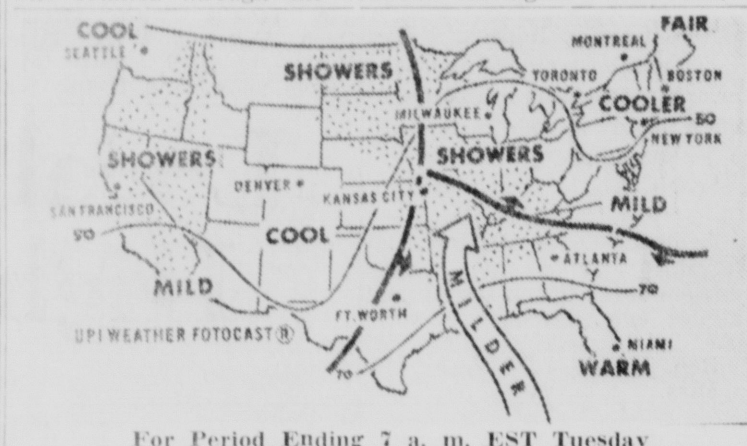 COOL
FAIR
SEATTLE
MONTREAL
SHOWERS
TORONTO
BOSTON
COOLER
MILWAUKEE
50
NEW YORK
SHOWERS
SHOWERS
DENVER
KANSAS CITY
SAN FRANCISCO
MILD
50
COOL
ATLANTA
MILD
70
MILDER
FT. WORTH
UPI WEATHER FOTOCAST ®
MIAMI
70
WARM
For Period Ending 7 a. m. EST Tuesday